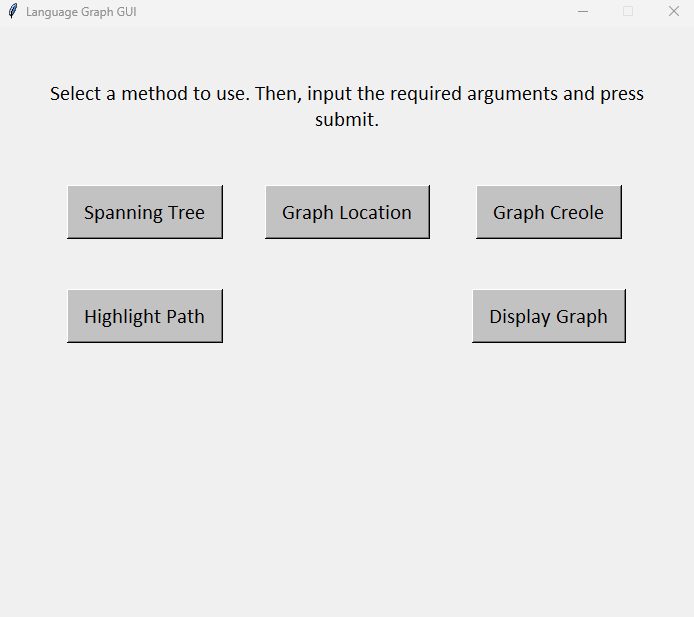 Language Graph GUI
Select a method to use. Then, input the required arguments and press
submit.
Spanning Tree
Graph Location
Graph Creole
Highlight Path
Display Graph